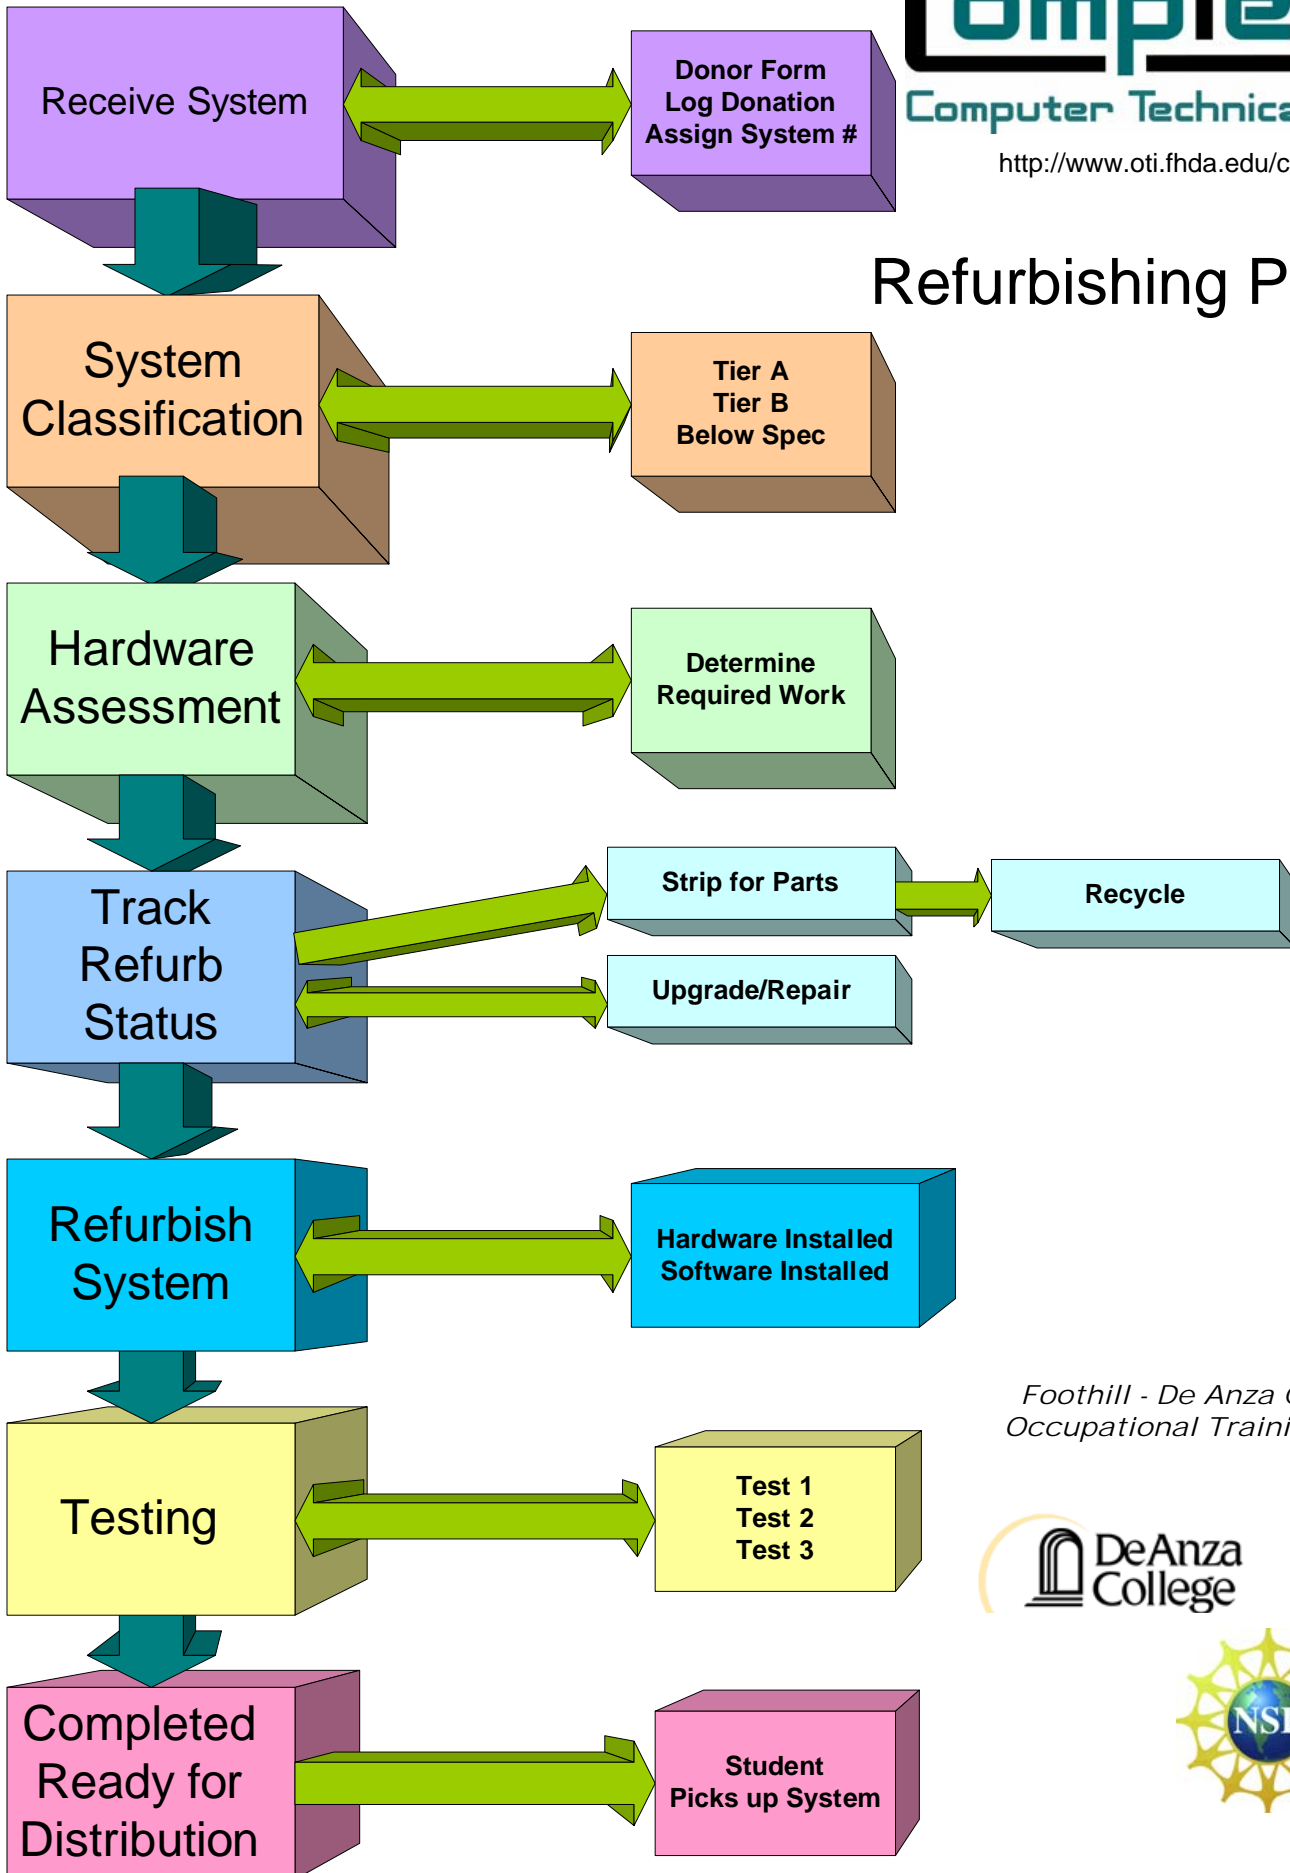 Receive System
Donor Form
Log Donation
Assign System #
omple
Computer Technica
http://www.oti.fhda.edu/c
Refurbishing P
System
Classification
Tier A
Tier B
Below Spec
Hardware
Assessment
Determine
Required Work
Track
Refurb
Status
Strip for Parts
Recycle
Upgrade/Repair
Refurbish
System
Hardware Installed
Software Installed
Foothill - De Anza
Occupational Traini
Testing
Test 1
Test 2
Test 3
DeAnza
College
Completed
Ready for
Distribution
Student
Picks up System
NSF